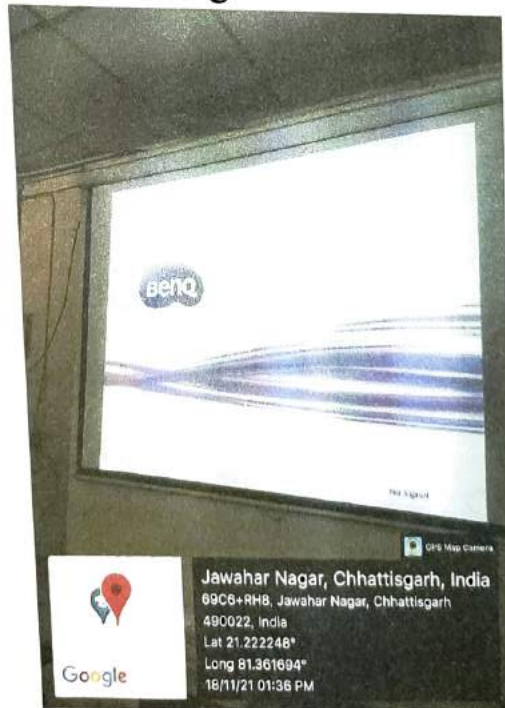 BenQ
No Signal
GPS Map Camera
Jawahar Nagar, Chhattisgarh, India
69C6+RH8, Jawahar Nagar, Chhattisgarh
490022, India
Lat 21.222248°
Long 81.361694°
18/11/21 01:36 PM
Google